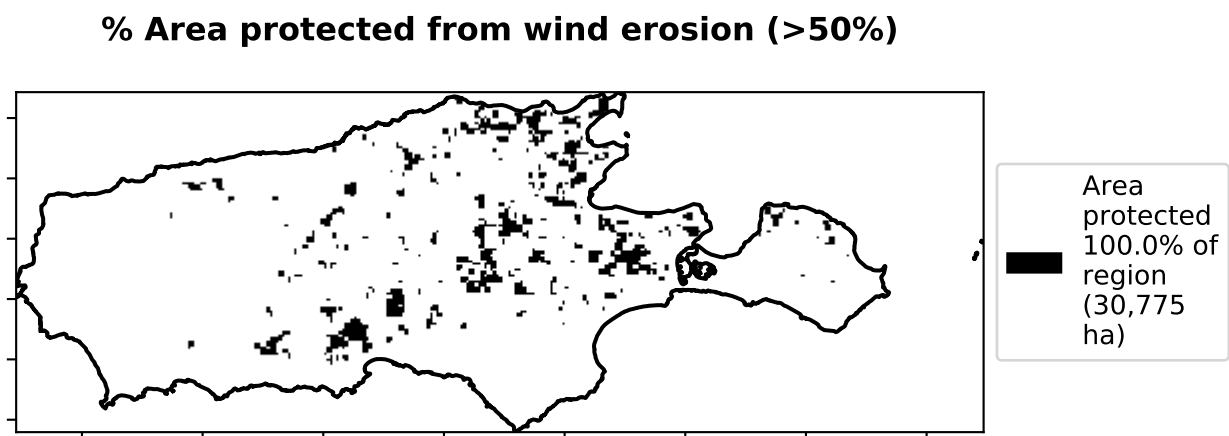 % Area protected from wind erosion (>50%)
Area
protected
100.0% of
region
(30,775
ha)